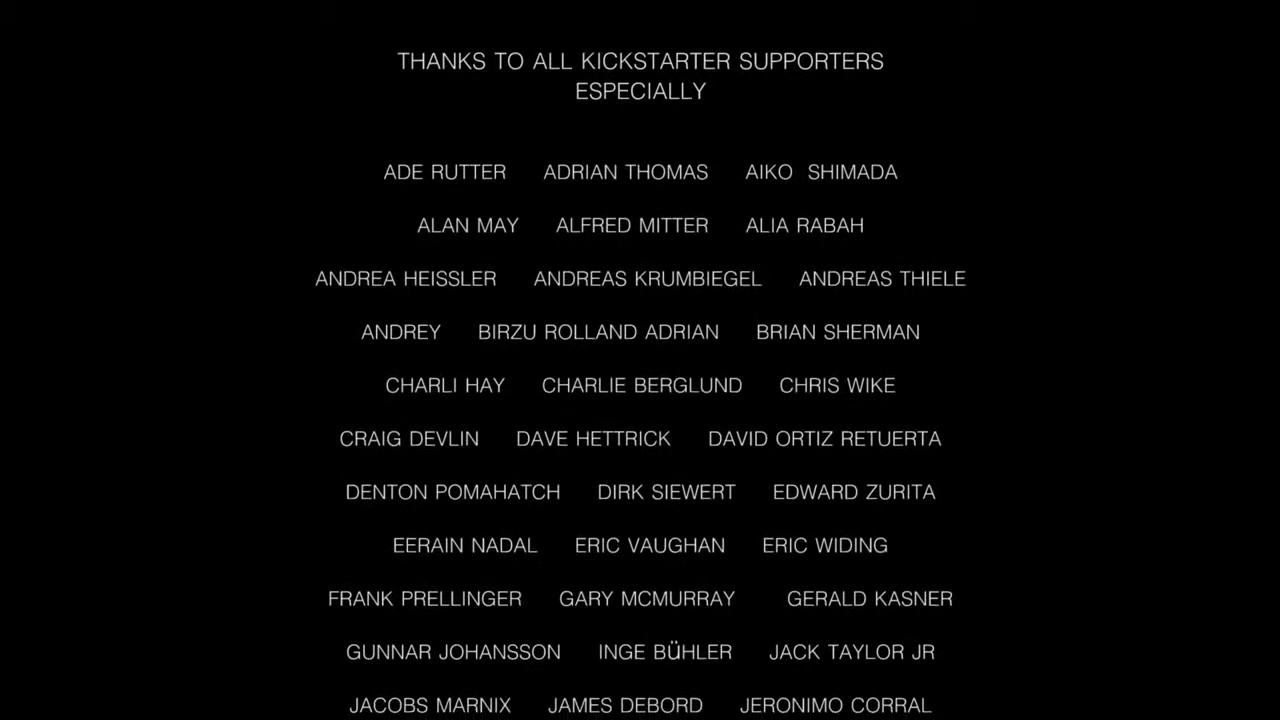 THANKS TO ALL KICKSTARTER SUPPORTERS
ESPECIALLY
ADE RUTTER ADRIAN THOMAS AIKO SHIMADA
ALAN MAY ALFRED MITTER ALIA RABAH
ANDREA HEISSLER ANDREAS KRUMBIEGEL ANDREAS THIELE
ANDREY BIRZU ROLLAND ADRIAN BRIAN SHERMAN
CHARLI HAY CHARLIE BERGLUND CHRIS WIKE
CRAIG DEVLIN DAVE HETTRICK DAVID ORTIZ RETUERTA
DENTON POMAHATCH DIRK SIEWERT EDWARD ZURITA
EERAIN NADAL ERIC VAUGHAN ERIC WIDING
FRANK PRELLINGER GARY MCMURRAY GERALD KASNER
GUNNAR JOHANSSON INGE BüHLER JACK TAYLOR JR
JACOBS MARNIX JAMES DEBORD JERONIMO CORRAL